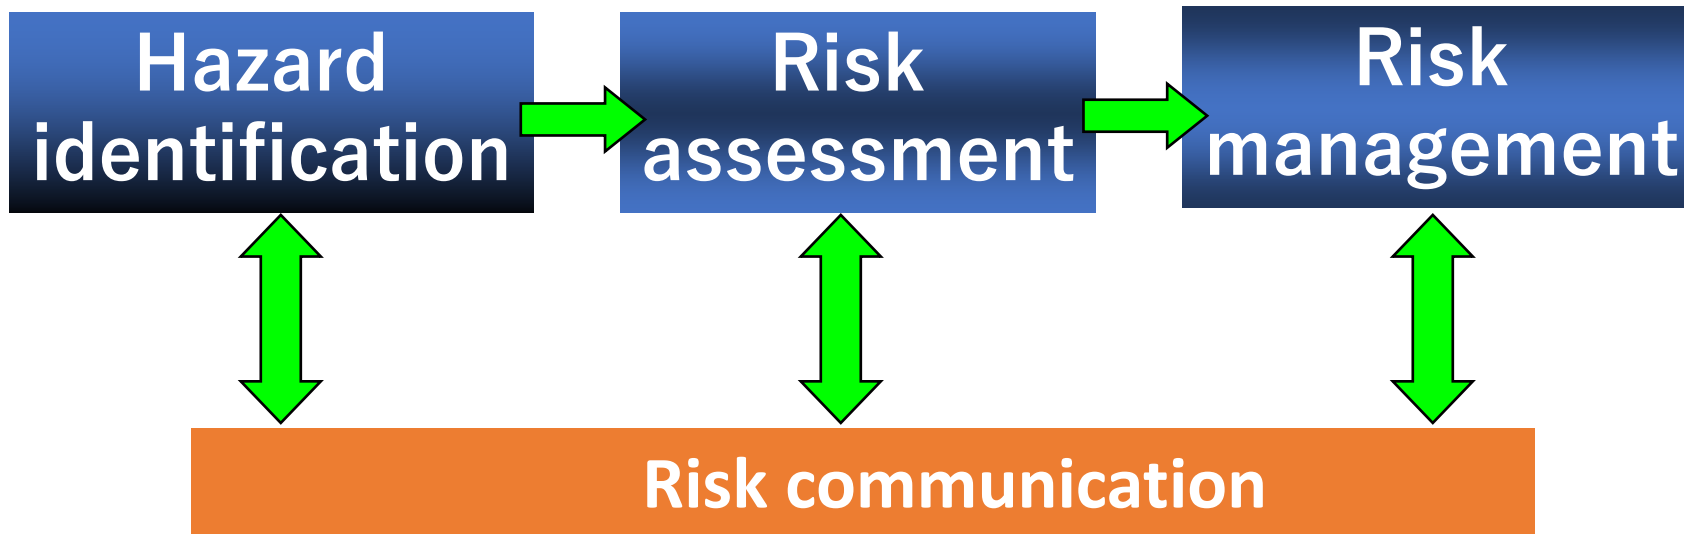 Hazard
identification
Risk
assessment
Risk
management
Risk communication